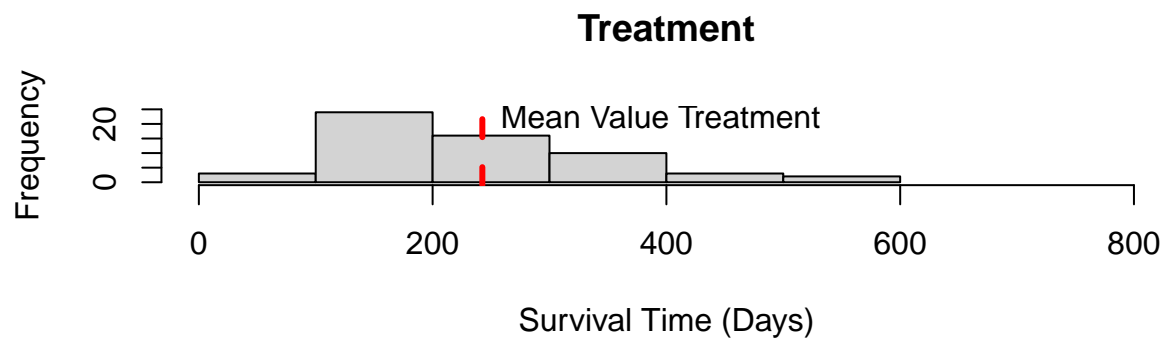 Treatment
Frequency
20
0
Mean Value Treatment
0 200 400 600 800
Survival Time (Days)